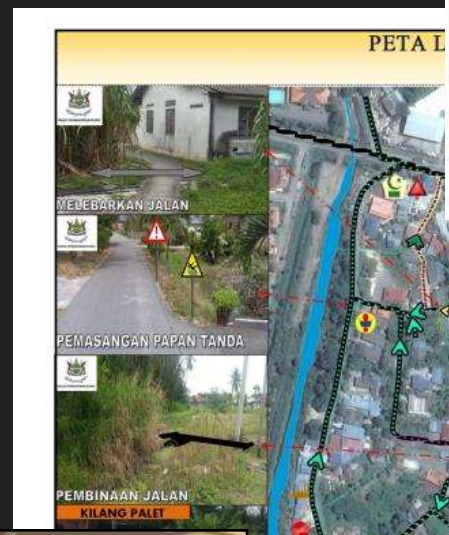 PETA L
MELEBARKAN JALAN
PEMASANGAN PAPAN TANDA
PEMBINAAN JALAN
KILANG PALET